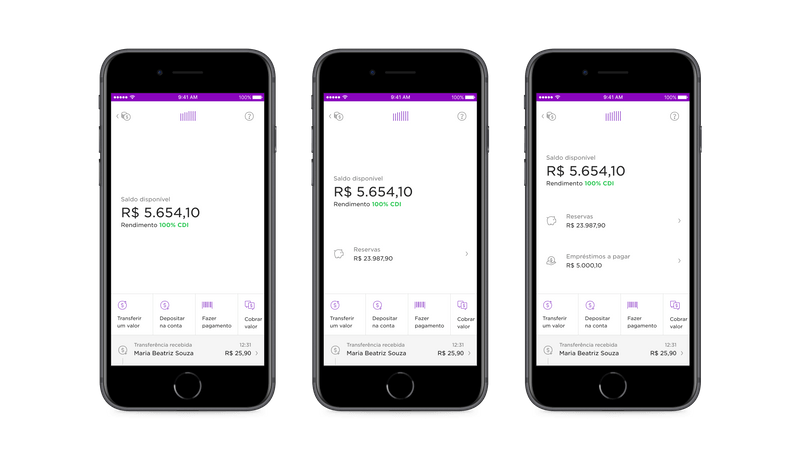 9:41 AM
100%
Saldo disponível
R$ 5.654,10
Rendimento 100% CDI
Transferir
um valor
Depositar
na conta
Fazer
pagamento
Cobrar
valor
Transferência recebida 12:31
Maria Beatriz Souza R$ 25,90
9:41 AM
100%
Saldo disponível
R$ 5.654,10
Rendimento 100% CDI
Reservas
R$ 23.987,90
Transferir
um valor
Depositar
na conta
Fazer
pagamento
Cobrar
valor
Transferência recebida 12:31
Maria Beatriz Souza R$ 25,90
9:41 AM
100%
Saldo disponível
R$ 5.654,10
Rendimento 100% CDI
Reservas
R$ 23.987,90
Empréstimos a pagar
R$ 5.000,10
Transferir
um valor
Depositar
na conta
Fazer
pagamento
Cobrar
valor
Transferência recebida 12:31
Maria Beatriz Souza R$ 25,90